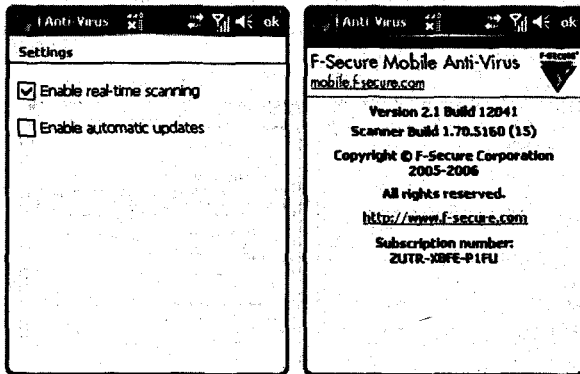 Anti-Virus ok
Settings
Enable real-time scanning
Enable automatic updates
Anti-Virus ok
F-Secure Mobile Anti-Virus
F-SECURE
mobile.f-secure.com
Version 2.1 Build 12041
Scanner Build 1.70.5160 (15)
Copyright © F-Secure Corporation
2005-2006
All rights reserved.
http://www.f-secure.com
Subscription number:
ZUTR-XBFE-P1FU